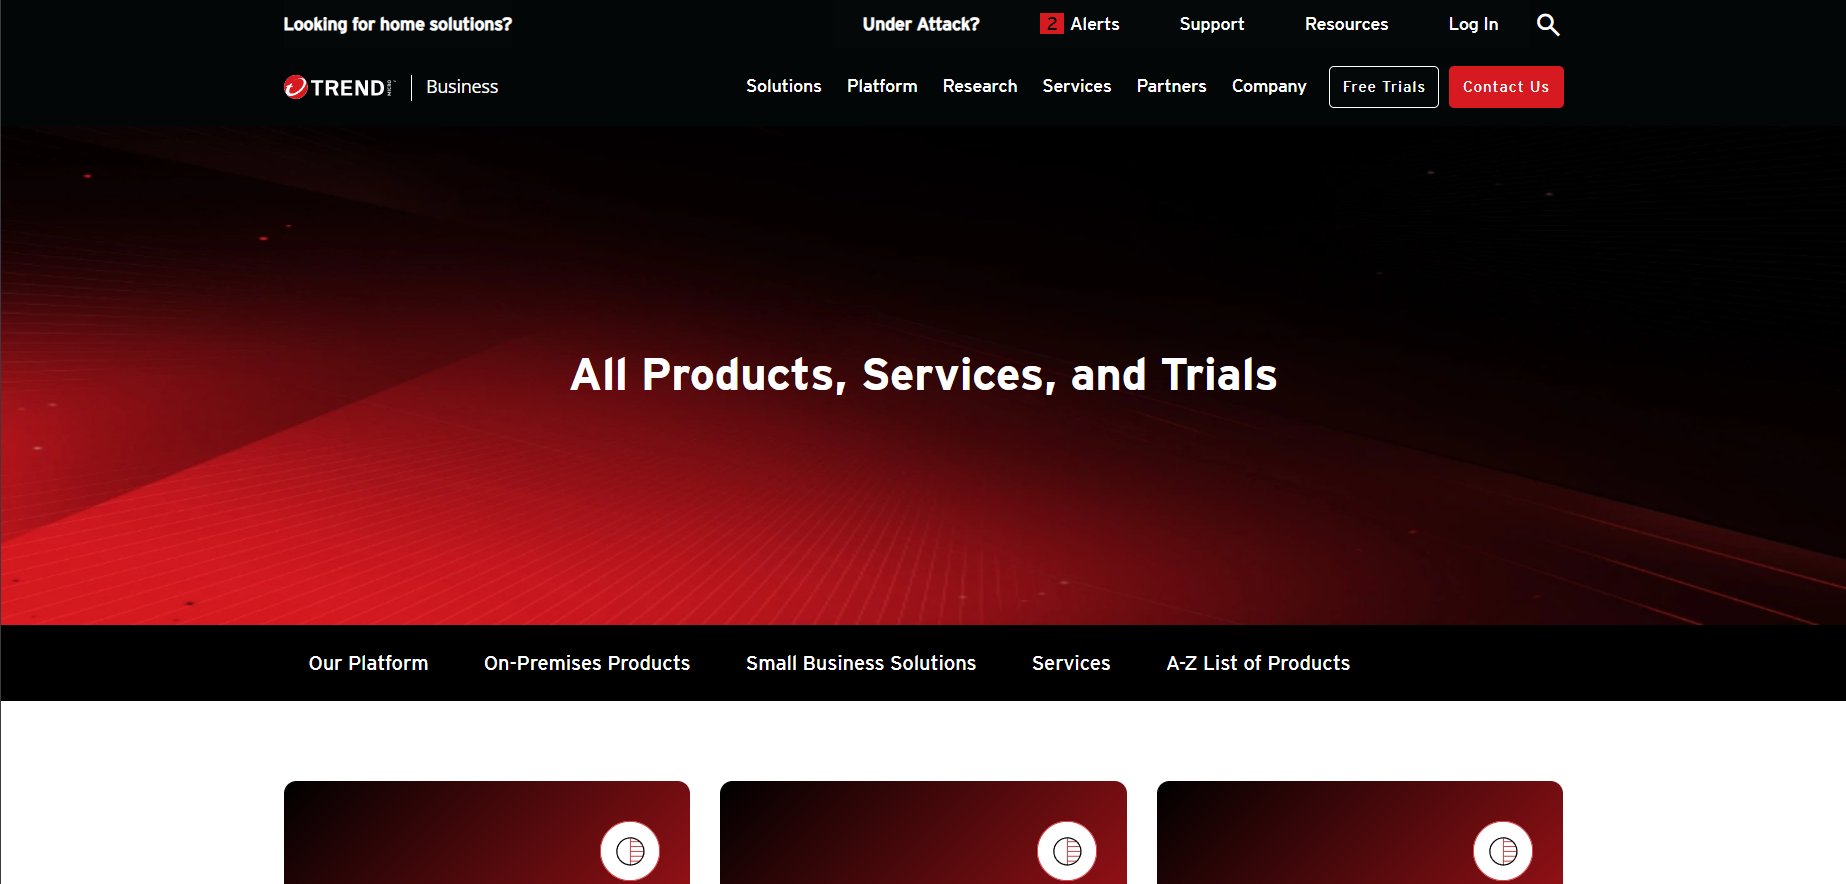 Looking for home solutions?
Under Attack?
2 Alerts
Support
Resources
Log In
TREND MICRO™ | Business
Solutions
Platform
Research
Services
Partners
Company
Free Trials
Contact Us
All Products, Services, and Trials
Our Platform
On-Premises Products
Small Business Solutions
Services
A-Z List of Products